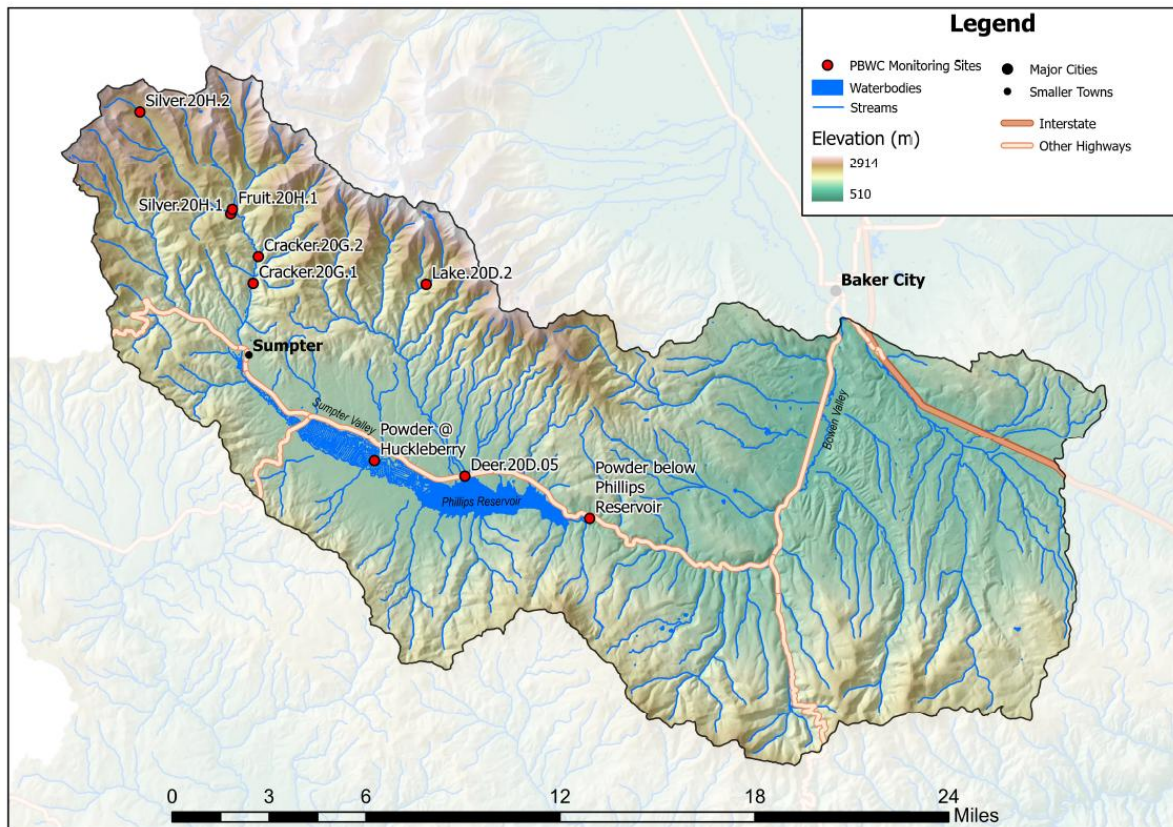 Legend
PBWC Monitoring Sites
Waterbodies
Streams
Elevation (m)
2914
510
Major Cities
Smaller Towns
Interstate
Other Highways
Silver.20H.2
Silver.20H.1
Fruit.20H.1
Cracker.20G.2
Cracker.20G.1
Lake.20D.2
Baker City
Sumpter
Sumpter Valley
Bowen Valley
Powder @
Huckleberry
Deer.20D.05
Powder below
Phillips
Reservoir
Phillips Reservoir
0
3
6
12
18
24
Miles